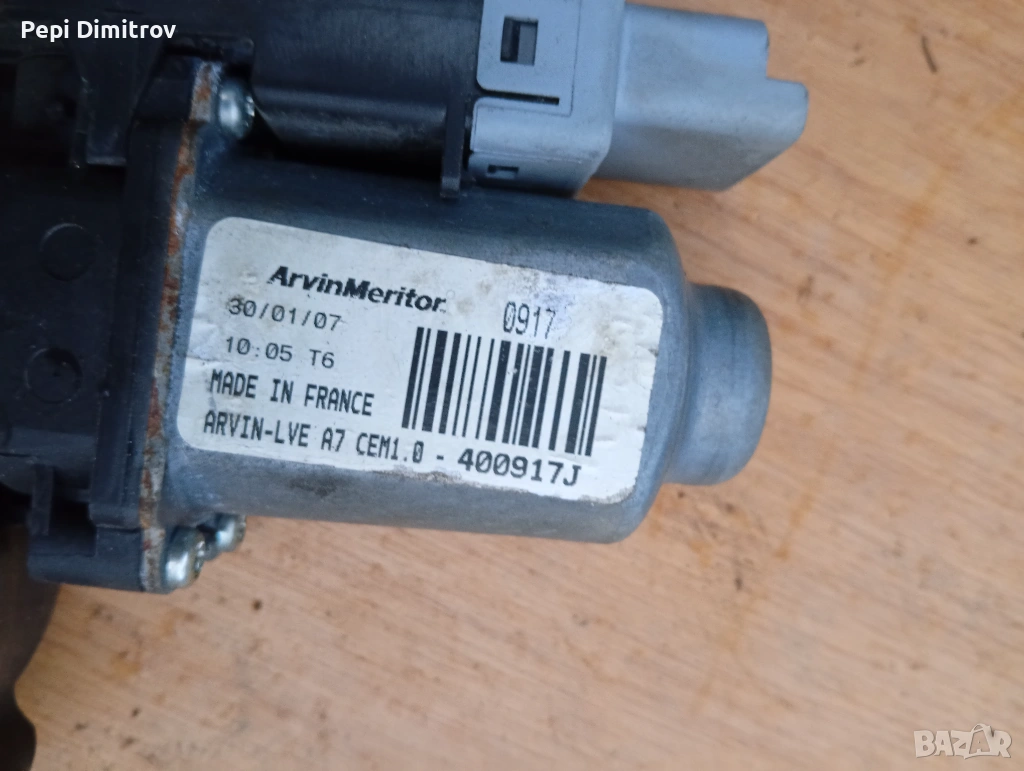 Pepi Dimitrov
ArvinMeritor
30/01/07
0917
10:05 T6
MADE IN FRANCE
ARVIN-LVE A7 CEM1.0 - 400917J
BAZAR